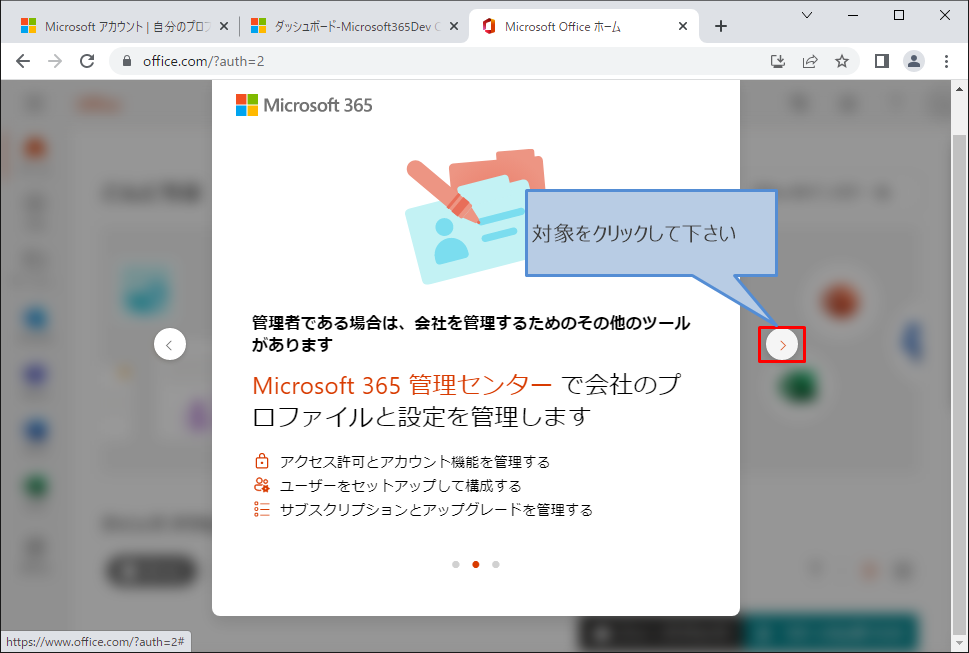 Microsoft アカウント | 自分のプロフ
ダッシュボード-Microsoft365Dev C
Microsoft Office ホーム
office.com/?auth=2
Microsoft 365
対象をクリックして下さい
管理者である場合は、会社を管理するためのその他のツール
があります
Microsoft 365 管理センター で会社のプ
ロファイルと設定を管理します
アクセス許可とアカウント機能を管理する
ユーザーをセットアップして構成する
サブスクリプションとアップグレードを管理する
https://www.office.com/?auth=2#